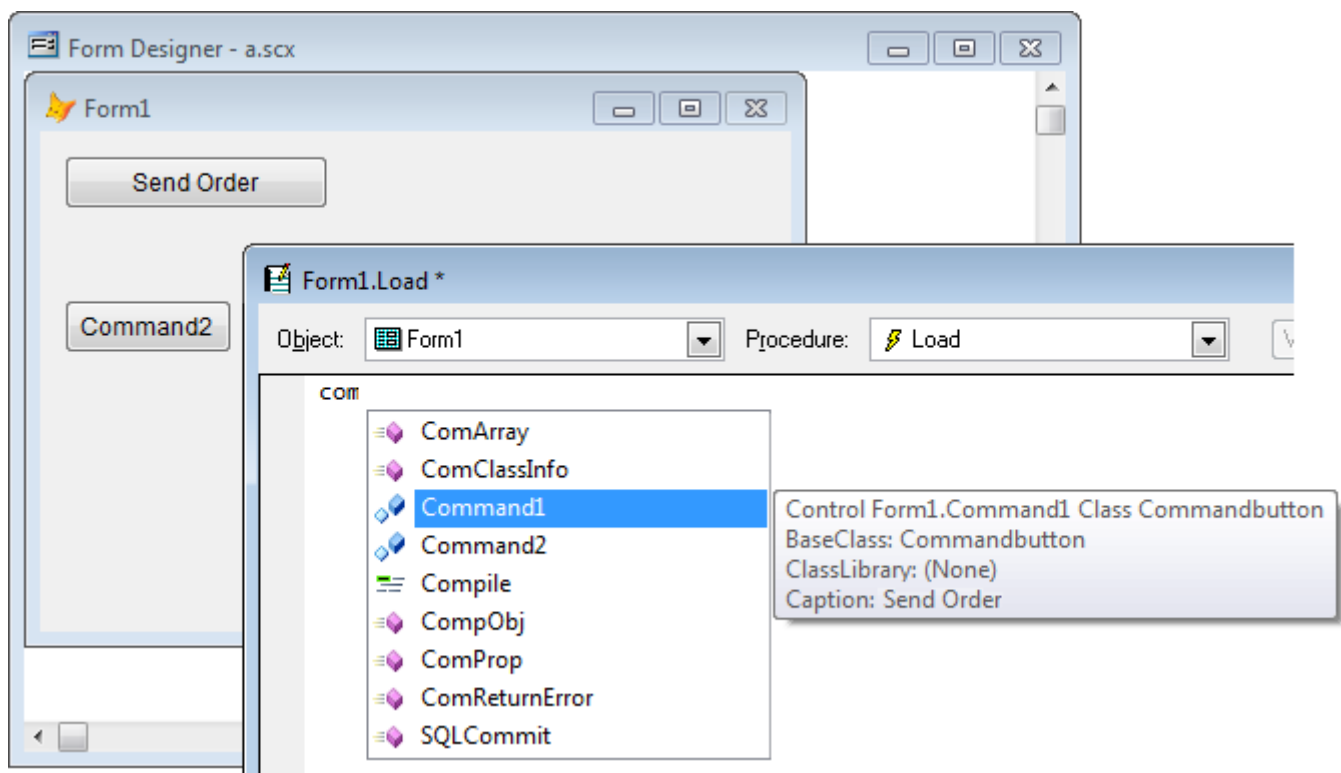 Form Designer - a.scx
Form1
Send Order
Form1.Load *
Command2
Object: Form1 Procedure: Load
com
ComArray
ComClassInfo
Command1
Command2
Compile
CompObj
ComProp
ComReturnError
SQLCommit
Control Form1.Command1 Class Commandbutton
BaseClass: Commandbutton
ClassLibrary: (None)
Caption: Send Order